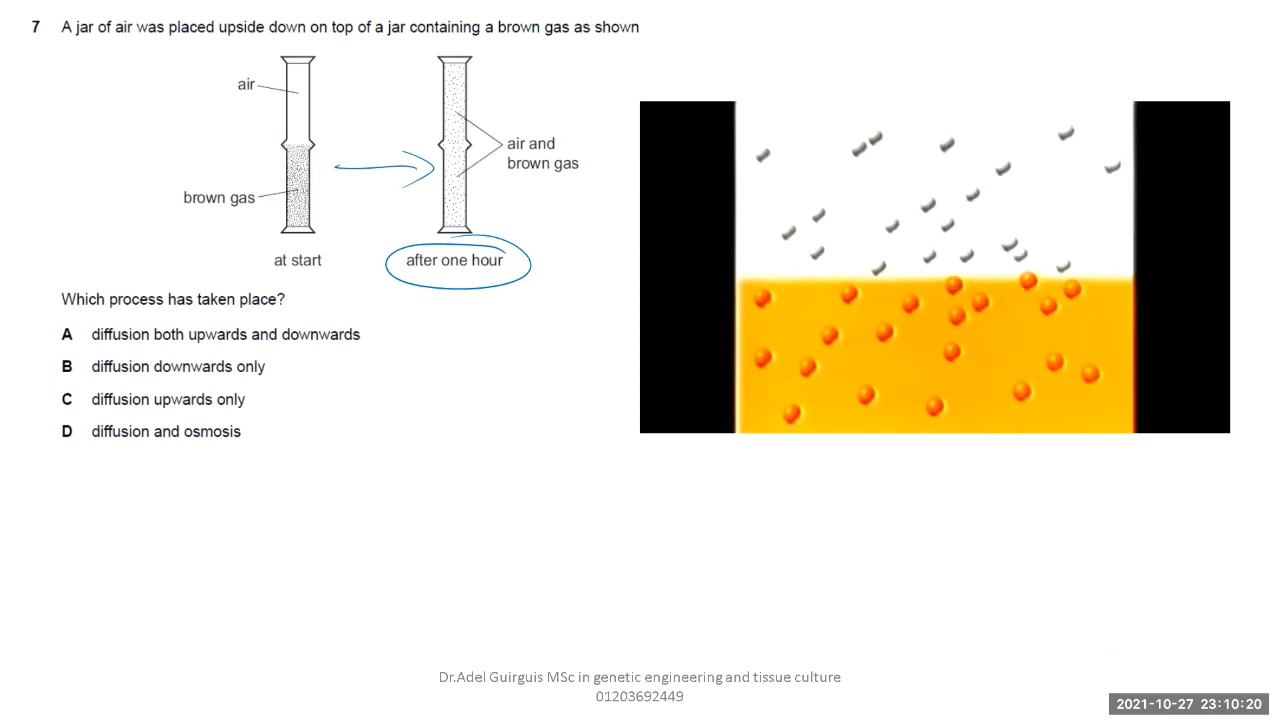 7 A jar of air was placed upside down on top of a jar containing a brown gas as shown
air
brown gas
air and
brown gas
at start
after one hour
Which process has taken place?
A diffusion both upwards and downwards
B diffusion downwards only
C diffusion upwards only
D diffusion and osmosis
Dr.Adel Guirguis MSc in genetic engineering and tissue culture
01203692449
2021-10-27 23:10:20